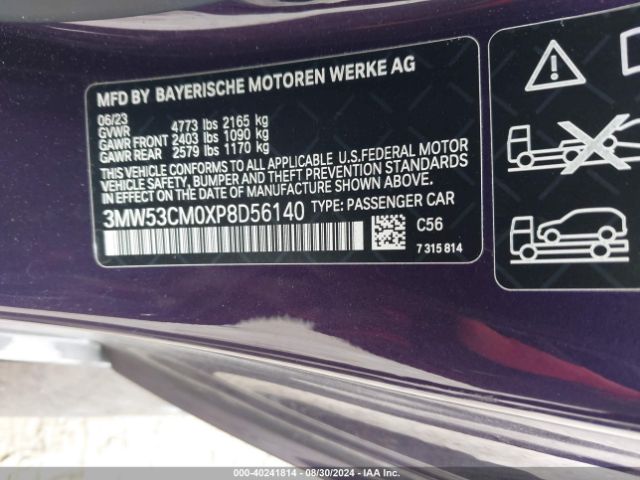 MFD BY BAYERISCHE MOTOREN WERKE AG
06/23
GVWR 4773 lbs 2165 kg
GAWR FRONT 2403 lbs 1090 kg
GAWR REAR 2579 lbs 1170 kg
THIS VEHICLE CONFORMS TO ALL APPLICABLE U.S.FEDERAL MOTOR
VEHICLE SAFETY, BUMPER, AND THEFT PREVENTION STANDARDS
IN EFFECT ON THE DATE OF MANUFACTURE SHOWN ABOVE.
3MW53CM0XP8D56140 TYPE: PASSENGER CAR
C56
7 315 814
000-40241814 - 08/30/2024 - IAA Inc.